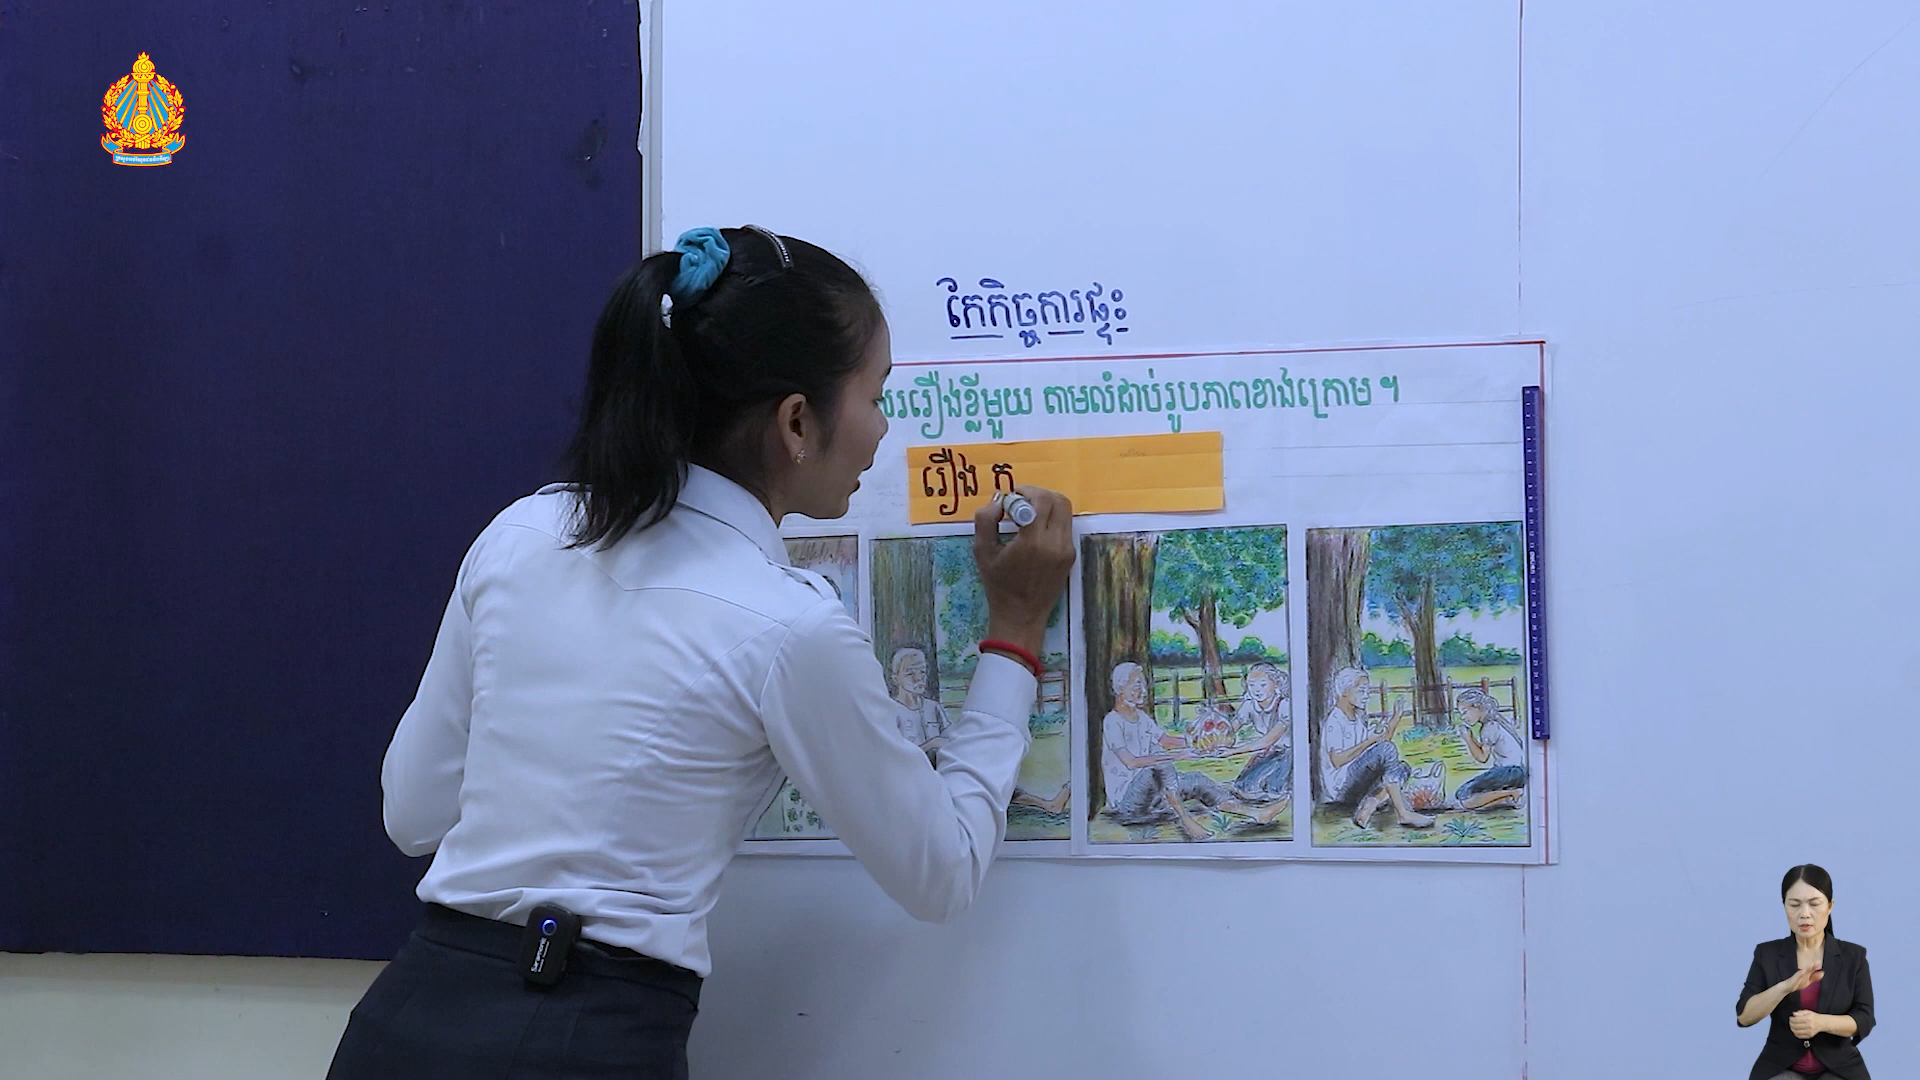 កែកិច្ចការផ្ទះ
រឿងខ្លីមួយ តាមលំដាប់រូបភាពខាងក្រោម ។
រឿង ក
Saramonic